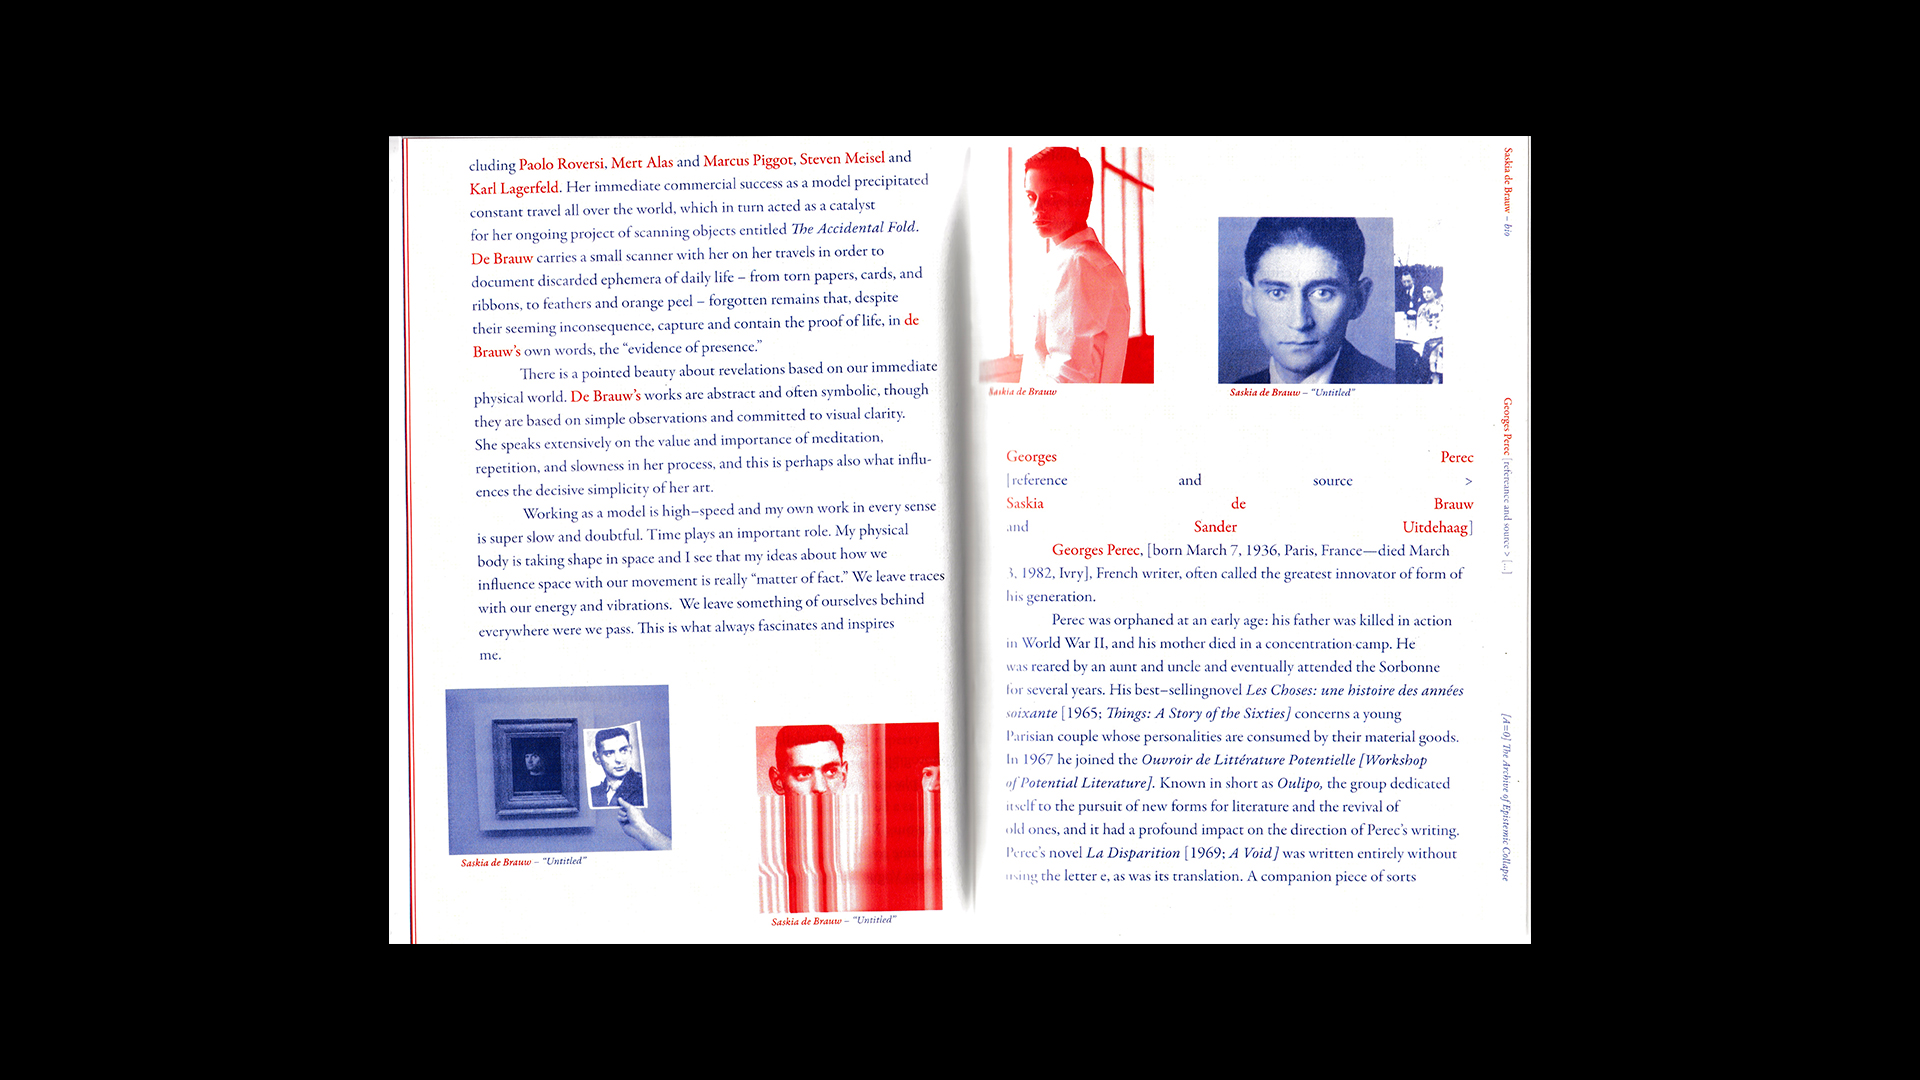 cluding Paolo Roversi, Mert Alas and Marcus Piggot, Steven Meisel and
Karl Lagerfeld. Her immediate commercial success as a model precipitated
constant travel all over the world, which in turn acted as a catalyst
for her ongoing project of scanning objects entitled The Accidental Fold.
De Brauw carries a small scanner with her on her travels in order to
document discarded ephemera of daily life – from torn papers, cards, and
ribbons, to feathers and orange peel – forgotten remains that, despite
their seeming inconsequence, capture and contain the proof of life, in de
Brauw's own words, the “evidence of presence.”
There is a pointed beauty about revelations based on our immediate
physical world. De Brauw's works are abstract and often symbolic, though
they are based on simple observations and committed to visual clarity.
She speaks extensively on the value and importance of meditation,
repetition, and slowness in her process, and this is perhaps also what influ-
ences the decisive simplicity of her art.
Working as a model is high–speed and my own work in every sense
is super slow and doubtful. Time plays an important role. My physical
body is taking shape in space and I see that my ideas about how we
influence space with our movement is really “matter of fact.” We leave traces
with our energy and vibrations. We leave something of ourselves behind
everywhere were we pass. This is what always fascinates and inspires
me.
Saskia de Brauw – “Untitled”
Saskia de Brauw – “Untitled”
Saskia de Brauw
Saskia de Brauw – “Untitled”
Georges Perec
[reference and source >
Saskia de Brauw
and Sander Uitdehaag]
Georges Perec, [born March 7, 1936, Paris, France—died March
3, 1982, Ivry], French writer, often called the greatest innovator of form of
his generation.
Perec was orphaned at an early age: his father was killed in action
in World War II, and his mother died in a concentration camp. He
was reared by an aunt and uncle and eventually attended the Sorbonne
for several years. His best–sellingnovel Les Choses: une histoire des années
soixante [1965; Things: A Story of the Sixties] concerns a young
Parisian couple whose personalities are consumed by their material goods.
In 1967 he joined the Ouvroir de Littérature Potentielle [Workshop
of Potential Literature]. Known in short as Oulipo, the group dedicated
itself to the pursuit of new forms for literature and the revival of
old ones, and it had a profound impact on the direction of Perec's writing.
Perec's novel La Disparition [1969; A Void] was written entirely without
using the letter e, as was its translation. A companion piece of sorts
Saskia de Brauw – bio
Georges Perec [refereance and source > [...]
[A=0] The Archive of Epistemic Collapse